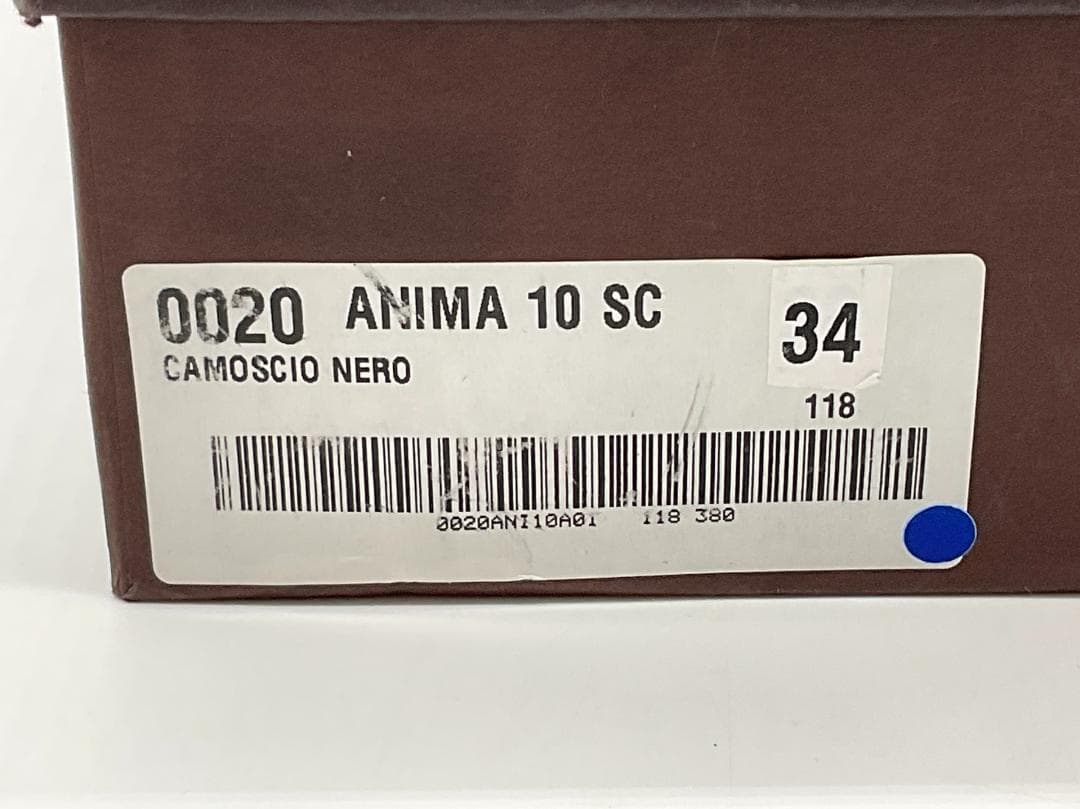 0020 ANIMA 10 SC 34
CAMOSCIO NERO
118
0020ANI10A01 118 380